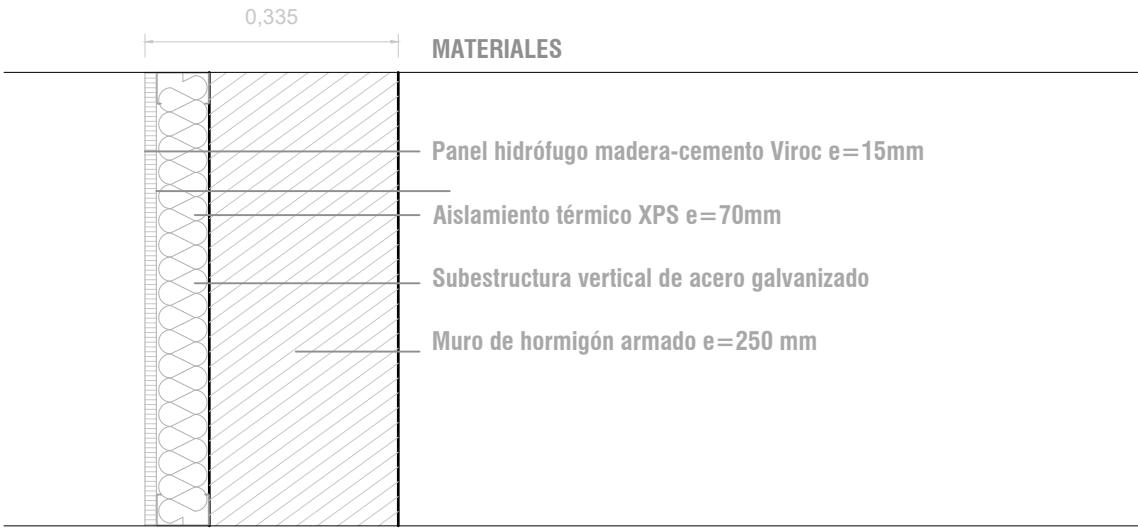 0,335
MATERIALES
Panel hidrófugo madera-cemento Viroc e=15mm
Aislamiento térmico XPS e=70mm
Subestructura vertical de acero galvanizado
Muro de hormigón armado e=250 mm